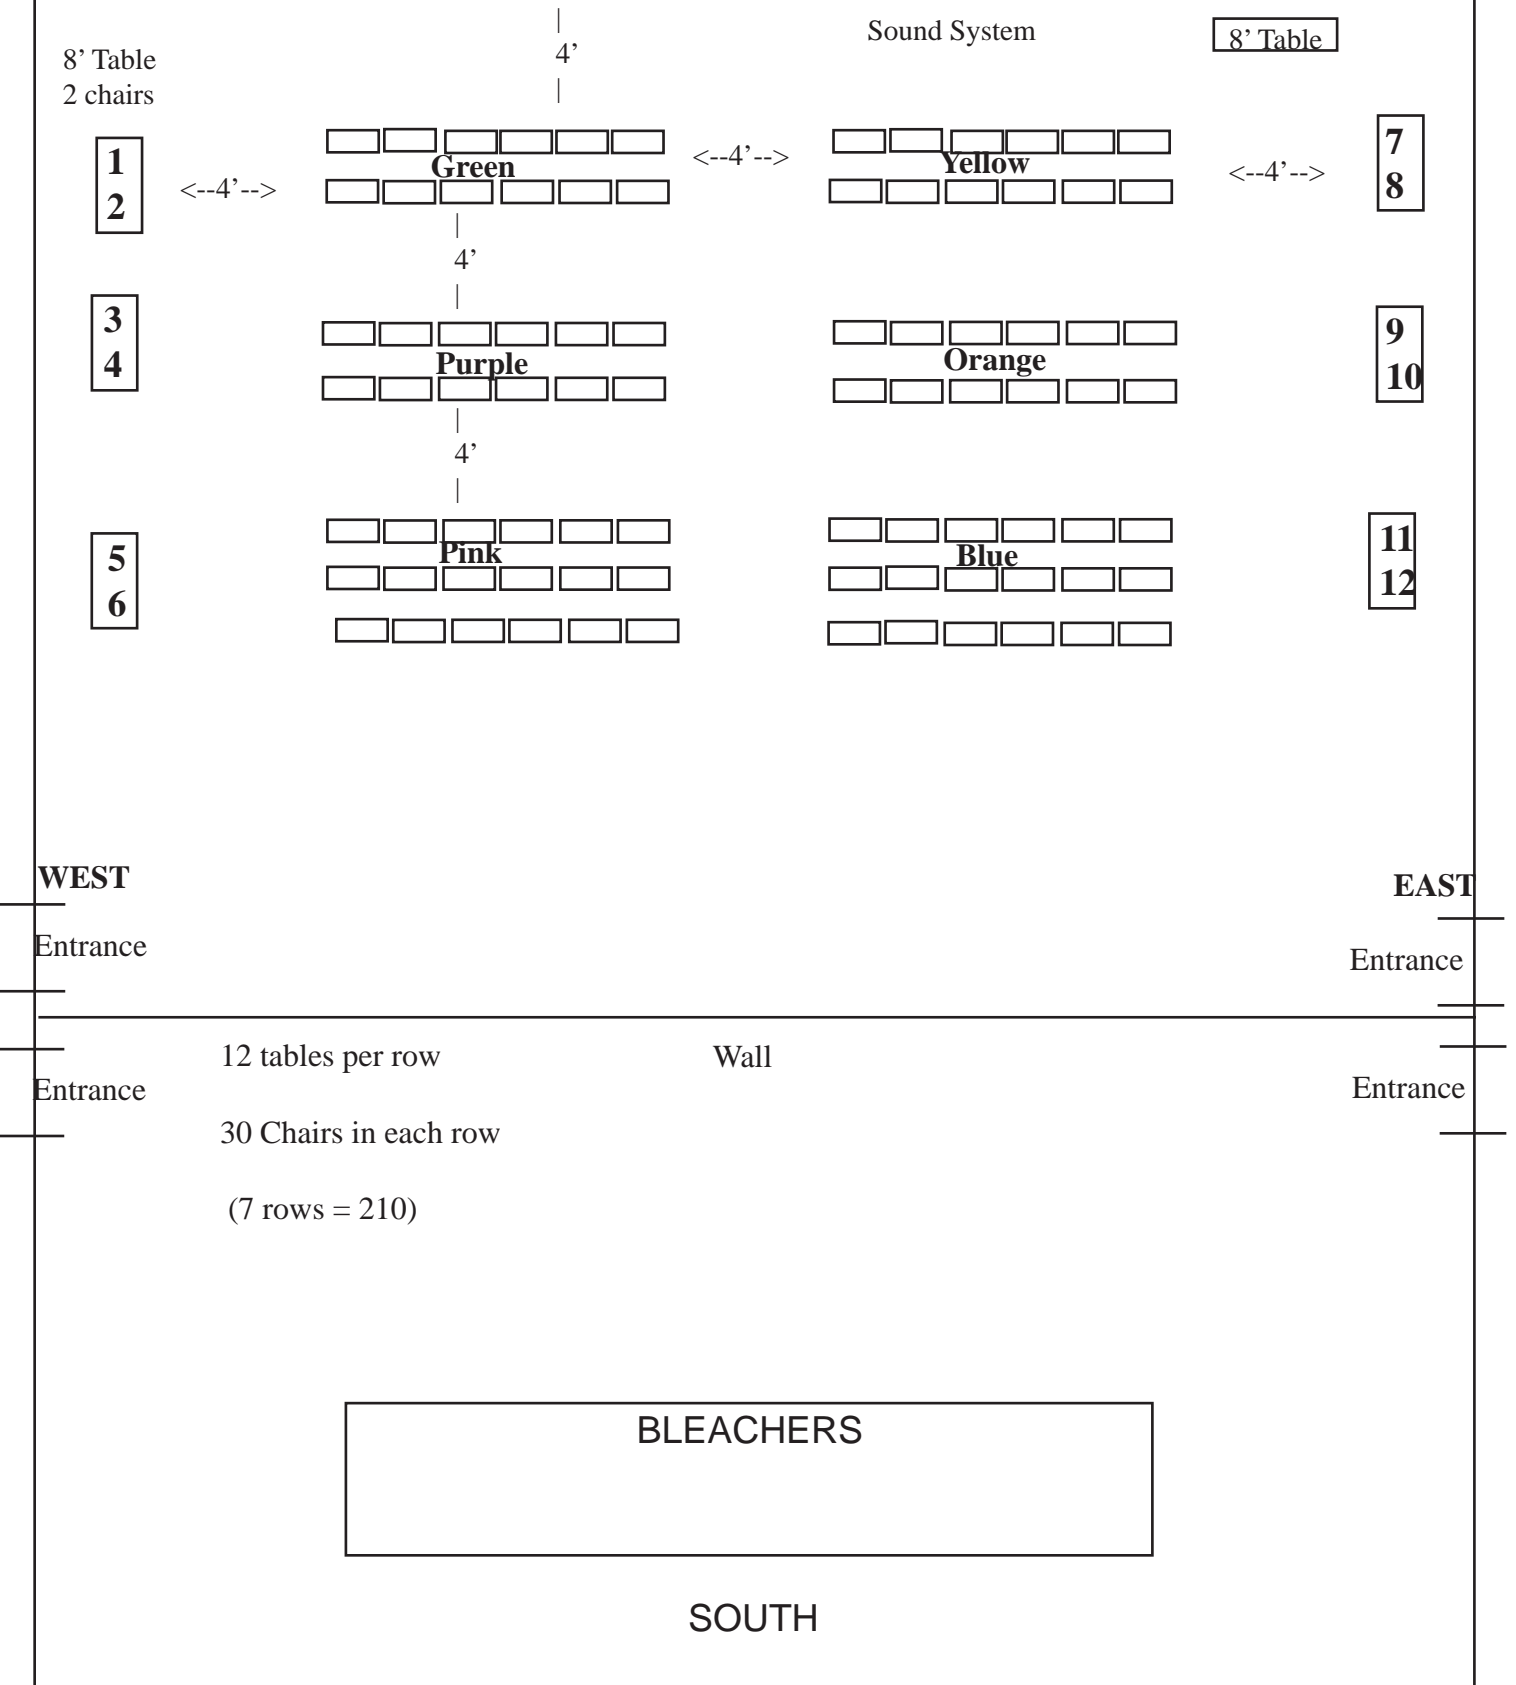 |
4’
|
Sound System
8’ Table
8’ Table
2 chairs
1
2
<--4’-->
Green
<--4’-->
Yellow
<--4’-->
7
8
|
4’
|
3
4
Purple
Orange
9
10
|
4’
|
5
6
Pink
Blue
11
12
WEST
EAST
Entrance
Entrance
12 tables per row
Wall
Entrance
Entrance
30 Chairs in each row
(7 rows = 210)
BLEACHERS
SOUTH